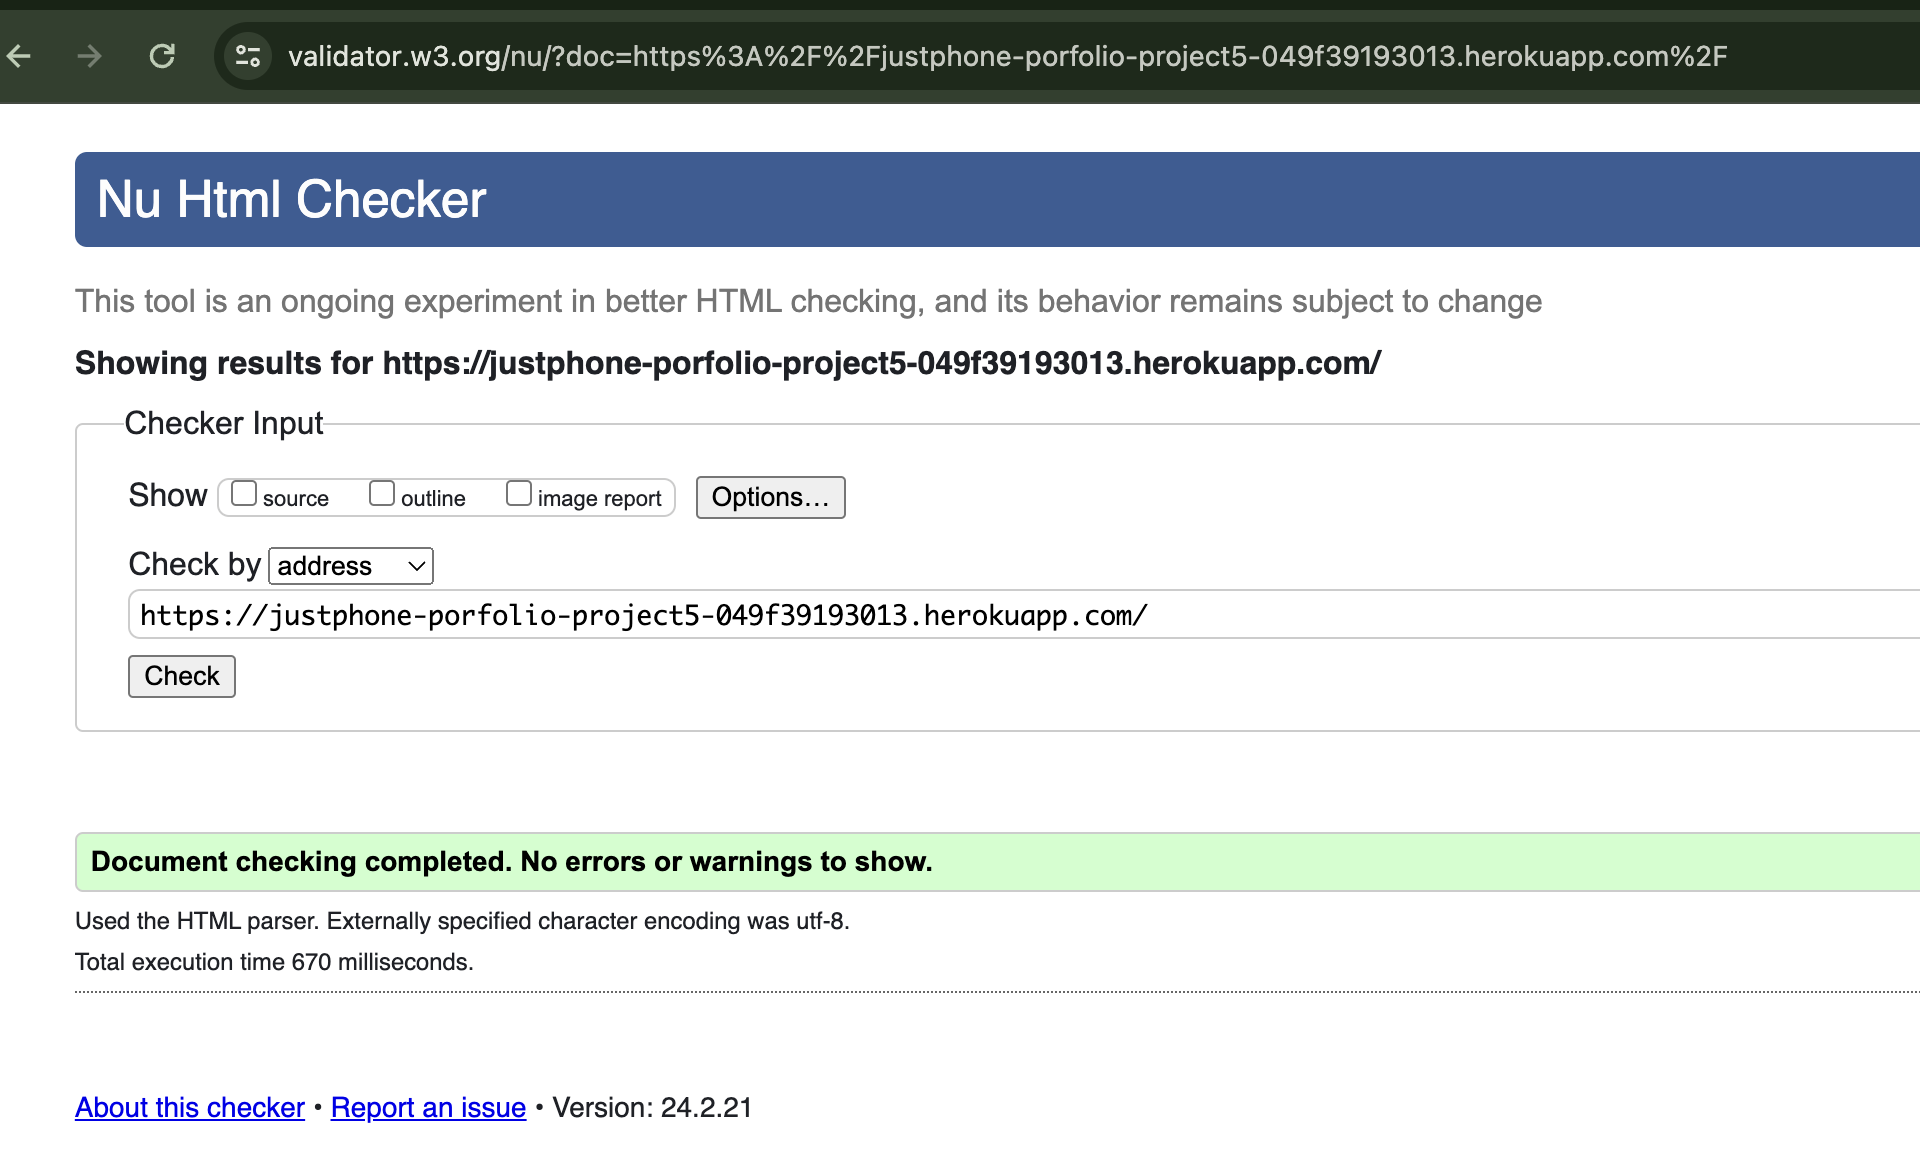 validator.w3.org/nu/?doc=https%3A%2F%2Fjustphone-porfolio-project5-049f39193013.herokuapp.com%2F
Nu Html Checker
This tool is an ongoing experiment in better HTML checking, and its behavior remains subject to change
Showing results for https://justphone-porfolio-project5-049f39193013.herokuapp.com/
Checker Input
Show source outline image report Options...
Check by address
https://justphone-porfolio-project5-049f39193013.herokuapp.com/
Check
Document checking completed. No errors or warnings to show.
Used the HTML parser. Externally specified character encoding was utf-8.
Total execution time 670 milliseconds.
About this checker • Report an issue • Version: 24.2.21